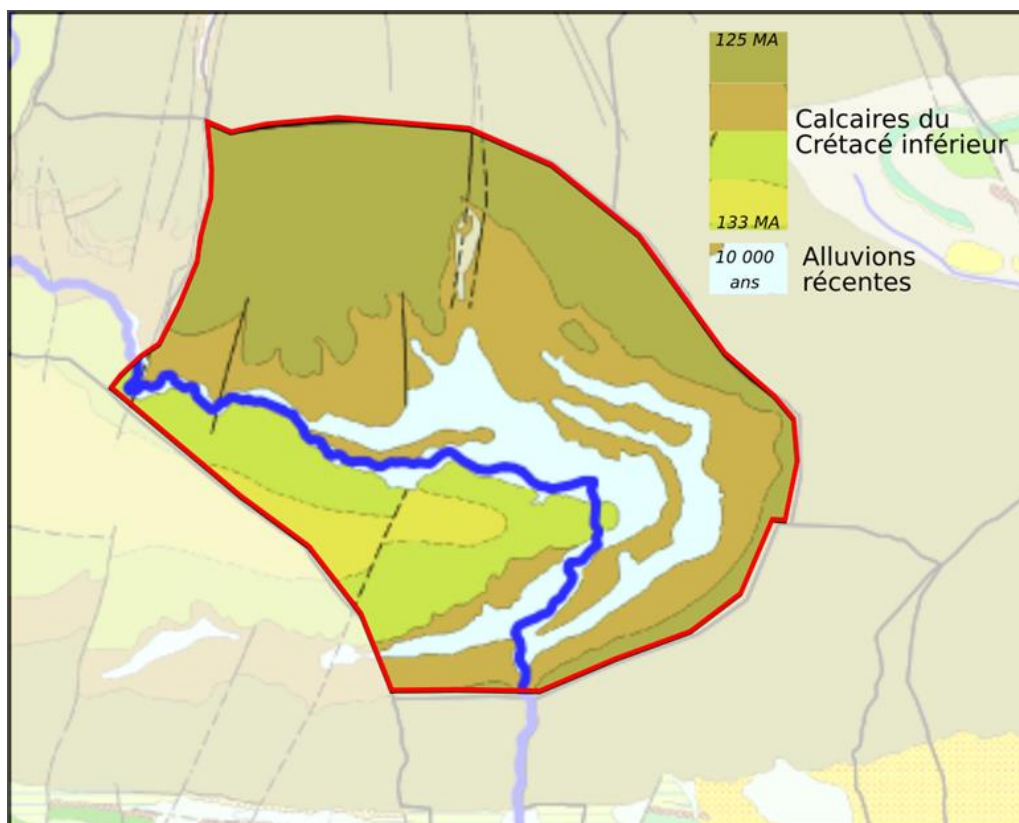 125 MA
Calcaires du
Crétacé inférieur
133 MA
10 000
ans
Alluvions
récentes